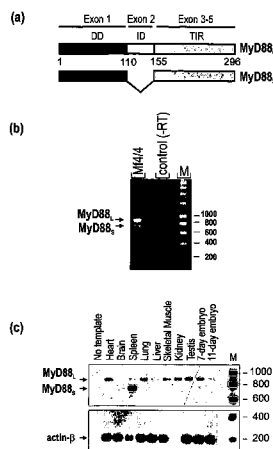 (a)
Exon 1 Exon 2 Exon 3-5
DD ID TIR MyD88L
1 110 155 296
MyD88
(b)
Mf4/4 control (-RT) M
MyD88L
MyD88S
1000
800
600
400
200
(c)
No template Heart Brain Spleen Lung Liver Skeletal Muscle Kidney Testis 7-day embryo 11-day embryo M
MyD88L
MyD88S
1000
800
600
actin-β
400
200